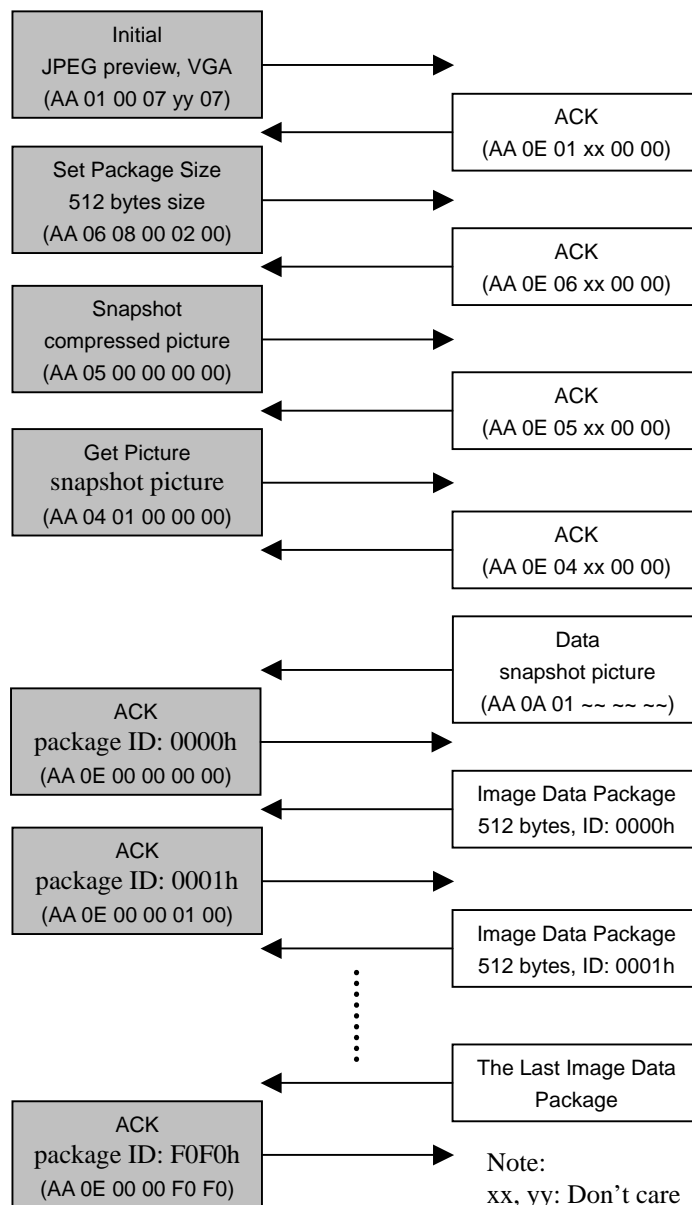 Initial
JPEG preview, VGA
(AA 01 00 07 yy 07)
ACK
(AA 0E 01 xx 00 00)
Set Package Size
512 bytes size
(AA 06 08 00 02 00)
ACK
(AA 0E 06 xx 00 00)
Snapshot
compressed picture
(AA 05 00 00 00 00)
ACK
(AA 0E 05 xx 00 00)
Get Picture
snapshot picture
(AA 04 01 00 00 00)
ACK
(AA 0E 04 xx 00 00)
Data
snapshot picture
(AA 0A 01 ~~ ~~ ~~)
ACK
package ID: 0000h
(AA 0E 00 00 00 00)
Image Data Package
512 bytes, ID: 0000h
ACK
package ID: 0001h
(AA 0E 00 00 01 00)
Image Data Package
512 bytes, ID: 0001h
The Last Image Data
Package
ACK
package ID: F0F0h
(AA 0E 00 00 F0 F0)
Note:
xx, yy: Don't care